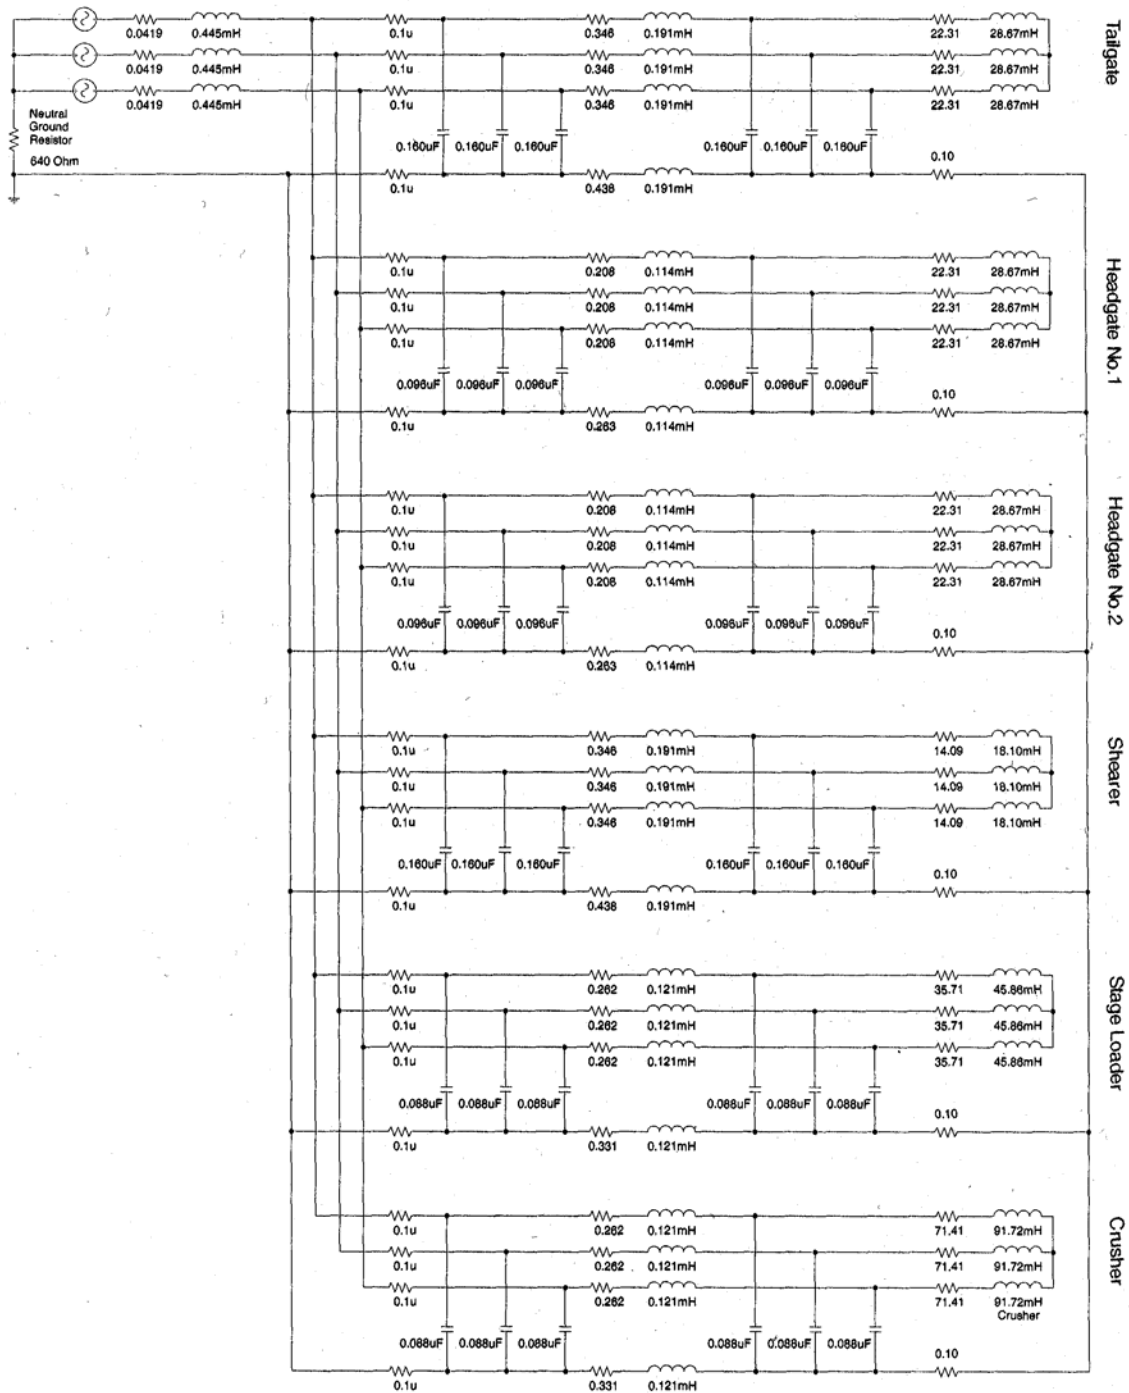 Tailgate
0.0419 0.445mH 0.1u 0.346 0.191mH 22.31 28.67mH
0.0419 0.445mH 0.1u 0.346 0.191mH 22.31 28.67mH
0.0419 0.445mH 0.1u 0.346 0.191mH 22.31 28.67mH
Neutral
Ground
Resistor
640 Ohm
0.160uF 0.160uF 0.160uF 0.160uF 0.160uF 0.160uF
0.10
0.1u 0.438 0.191mH
Headgate No.1
0.1u 0.208 0.114mH 22.31 28.67mH
0.1u 0.208 0.114mH 22.31 28.67mH
0.1u 0.208 0.114mH 22.31 28.67mH
0.096uF 0.096uF 0.096uF 0.096uF 0.096uF 0.096uF
0.10
0.1u 0.263 0.114mH
Headgate No.2
0.1u 0.208 0.114mH 22.31 28.67mH
0.1u 0.208 0.114mH 22.31 28.67mH
0.1u 0.208 0.114mH 22.31 28.67mH
0.096uF 0.096uF 0.096uF 0.096uF 0.096uF 0.096uF
0.10
0.1u 0.263 0.114mH
Shearer
0.1u 0.346 0.191mH 14.09 18.10mH
0.1u 0.346 0.191mH 14.09 18.10mH
0.1u 0.346 0.191mH 14.09 18.10mH
0.160uF 0.160uF 0.160uF 0.160uF 0.160uF 0.160uF
0.10
0.1u 0.438 0.191mH
Stage Loader
0.1u 0.262 0.121mH 35.71 45.86mH
0.1u 0.262 0.121mH 35.71 45.86mH
0.1u 0.262 0.121mH 35.71 45.86mH
0.088uF 0.088uF 0.088uF 0.088uF 0.088uF 0.088uF
0.10
0.1u 0.331 0.121mH
Crusher
0.1u 0.262 0.121mH 71.41 91.72mH
0.1u 0.262 0.121mH 71.41 91.72mH
0.1u 0.262 0.121mH 71.41 91.72mH
Crusher
0.088uF 0.088uF 0.088uF 0.088uF 0.088uF 0.088uF
0.10
0.1u 0.331 0.121mH